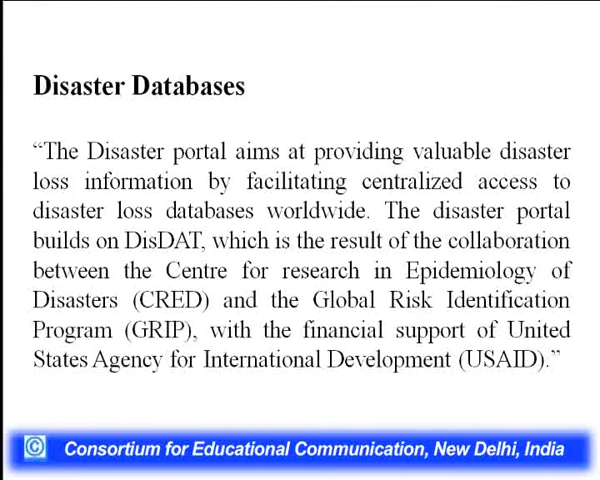 Disaster Databases
“The Disaster portal aims at providing valuable disaster
loss information by facilitating centralized access to
disaster loss databases worldwide. The disaster portal
builds on DisDAT, which is the result of the collaboration
between the Centre for research in Epidemiology of
Disasters (CRED) and the Global Risk Identification
Program (GRIP), with the financial support of United
States Agency for International Development (USAID).”
© Consortium for Educational Communication, New Delhi, India